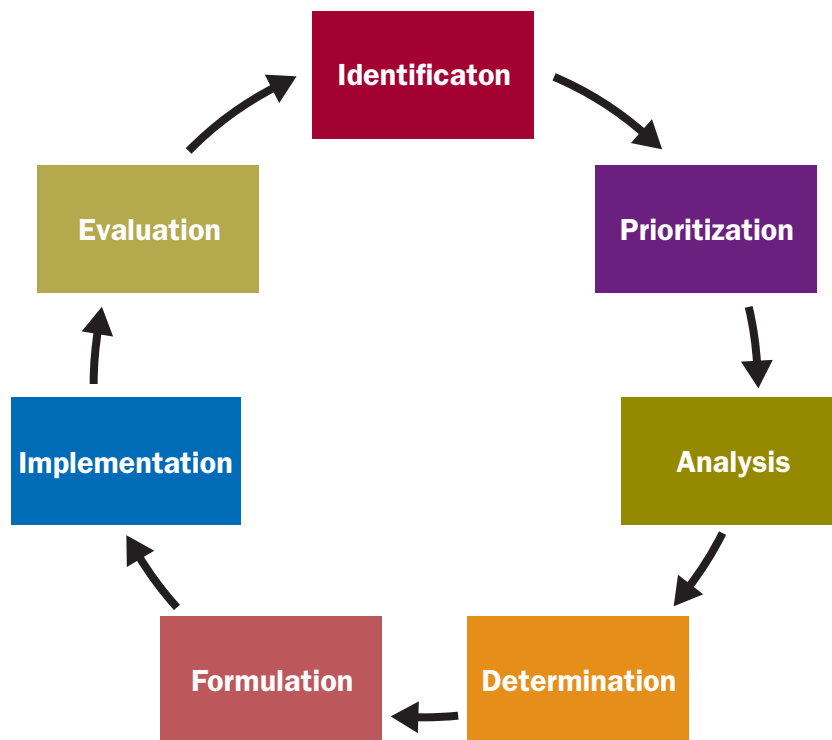 Identificaton
Prioritization
Analysis
Determination
Formulation
Implementation
Evaluation